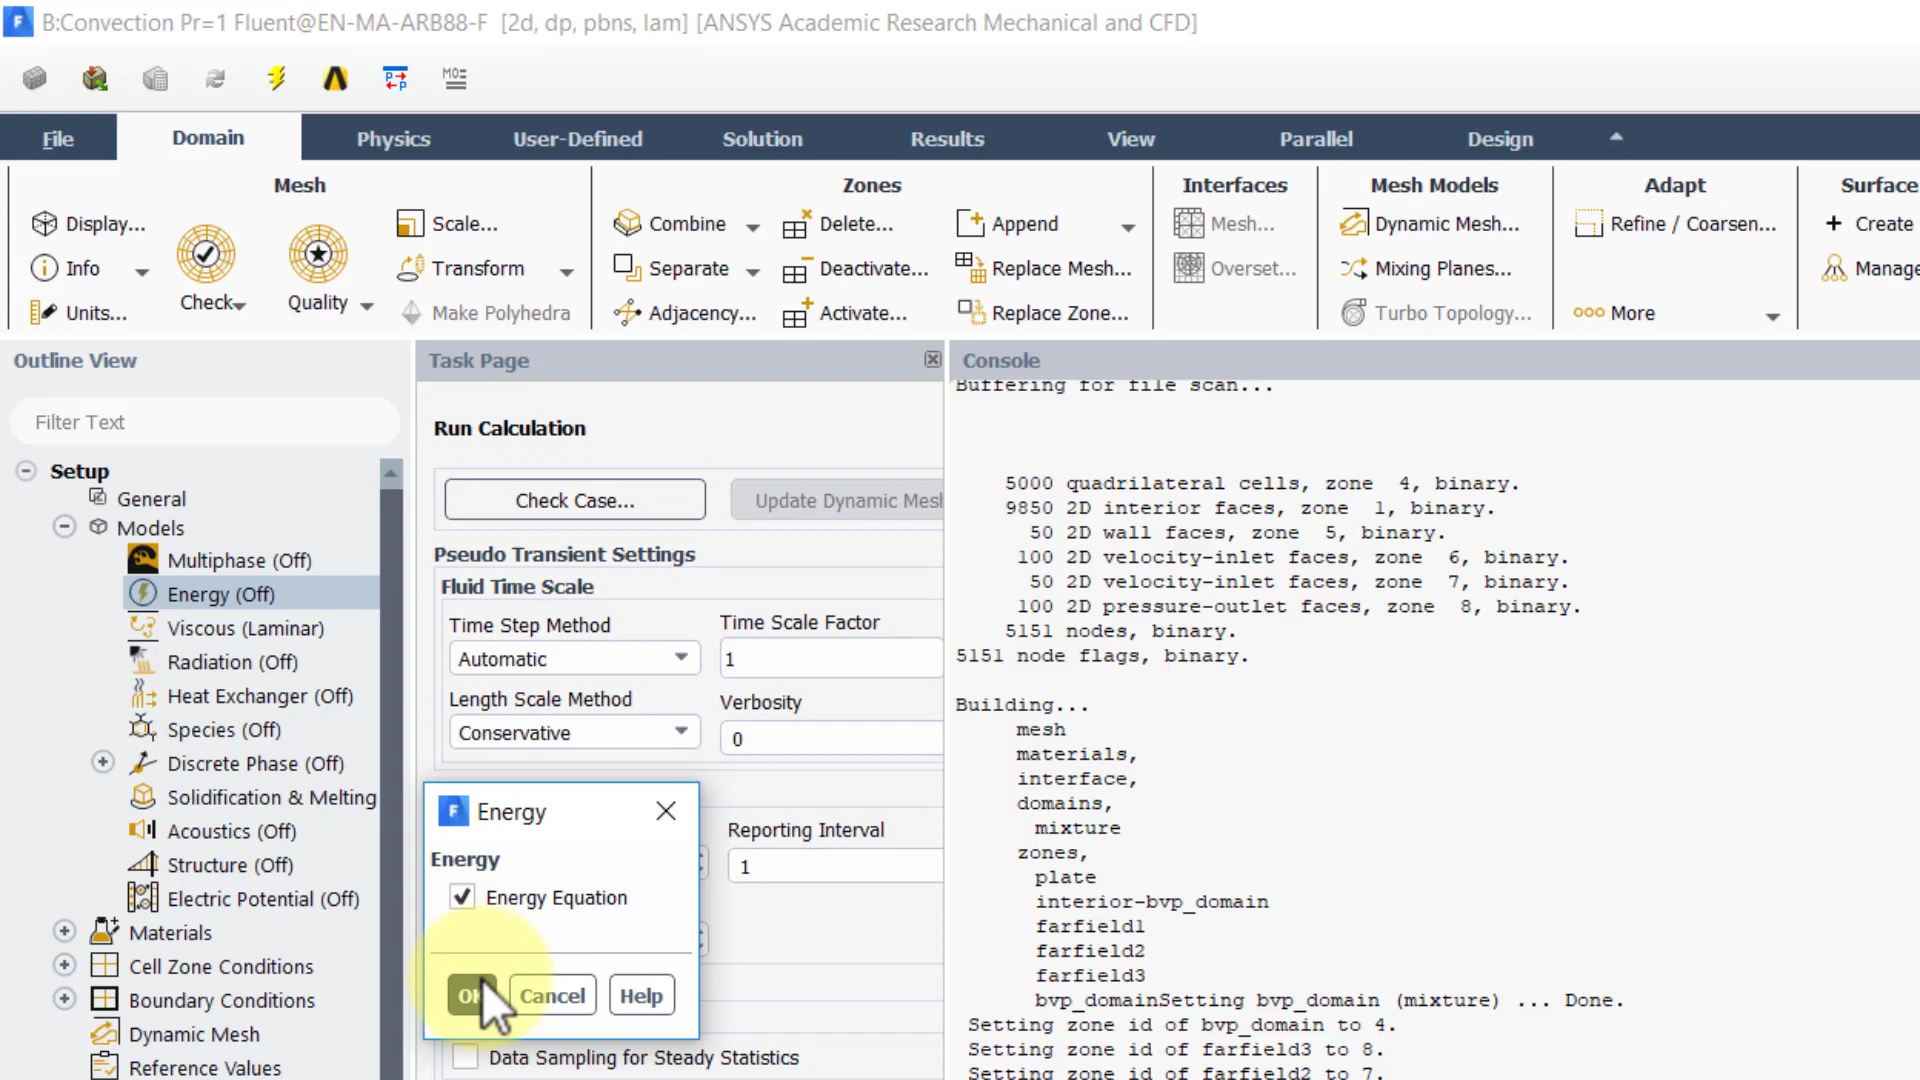 B:Convection Pr=1 Fluent@EN-MA-ARB88-F [2d, dp, pbns, lam] [ANSYS Academic Research Mechanical and CFD]
File
Domain
Physics
User-Defined
Solution
Results
View
Parallel
Design
Mesh
Display...
Info
Units...
Check
Quality
Scale...
Transform
Make Polyhedra
Zones
Combine
Separate
Adjacency...
Delete...
Deactivate...
Activate...
Append
Replace Mesh...
Replace Zone...
Interfaces
Mesh...
Overset...
Mesh Models
Dynamic Mesh...
Mixing Planes...
Turbo Topology...
Adapt
Refine / Coarsen...
More
Surface
Create
Manage
Outline View
Filter Text
Setup
General
Models
Multiphase (Off)
Energy (Off)
Viscous (Laminar)
Radiation (Off)
Heat Exchanger (Off)
Species (Off)
Discrete Phase (Off)
Solidification & Melting
Acoustics (Off)
Structure (Off)
Electric Potential (Off)
Materials
Cell Zone Conditions
Boundary Conditions
Dynamic Mesh
Reference Values
Task Page
Run Calculation
Check Case...
Update Dynamic Mesh
Pseudo Transient Settings
Fluid Time Scale
Time Step Method
Time Scale Factor
Automatic
1
Length Scale Method
Verbosity
Conservative
0
Reporting Interval
1
Energy
Energy
Energy Equation
OK
Cancel
Help
Data Sampling for Steady Statistics
Console
Buffering for file scan...
5000 quadrilateral cells, zone 4, binary.
9850 2D interior faces, zone 1, binary.
50 2D wall faces, zone 5, binary.
100 2D velocity-inlet faces, zone 6, binary.
50 2D velocity-inlet faces, zone 7, binary.
100 2D pressure-outlet faces, zone 8, binary.
5151 nodes, binary.
5151 node flags, binary.
Building...
mesh
materials,
interface,
domains,
mixture
zones,
plate
interior-bvp_domain
farfield1
farfield2
farfield3
bvp_domainSetting bvp_domain (mixture) ... Done.
Setting zone id of bvp_domain to 4.
Setting zone id of farfield3 to 8.
Setting zone id of farfield2 to 7.